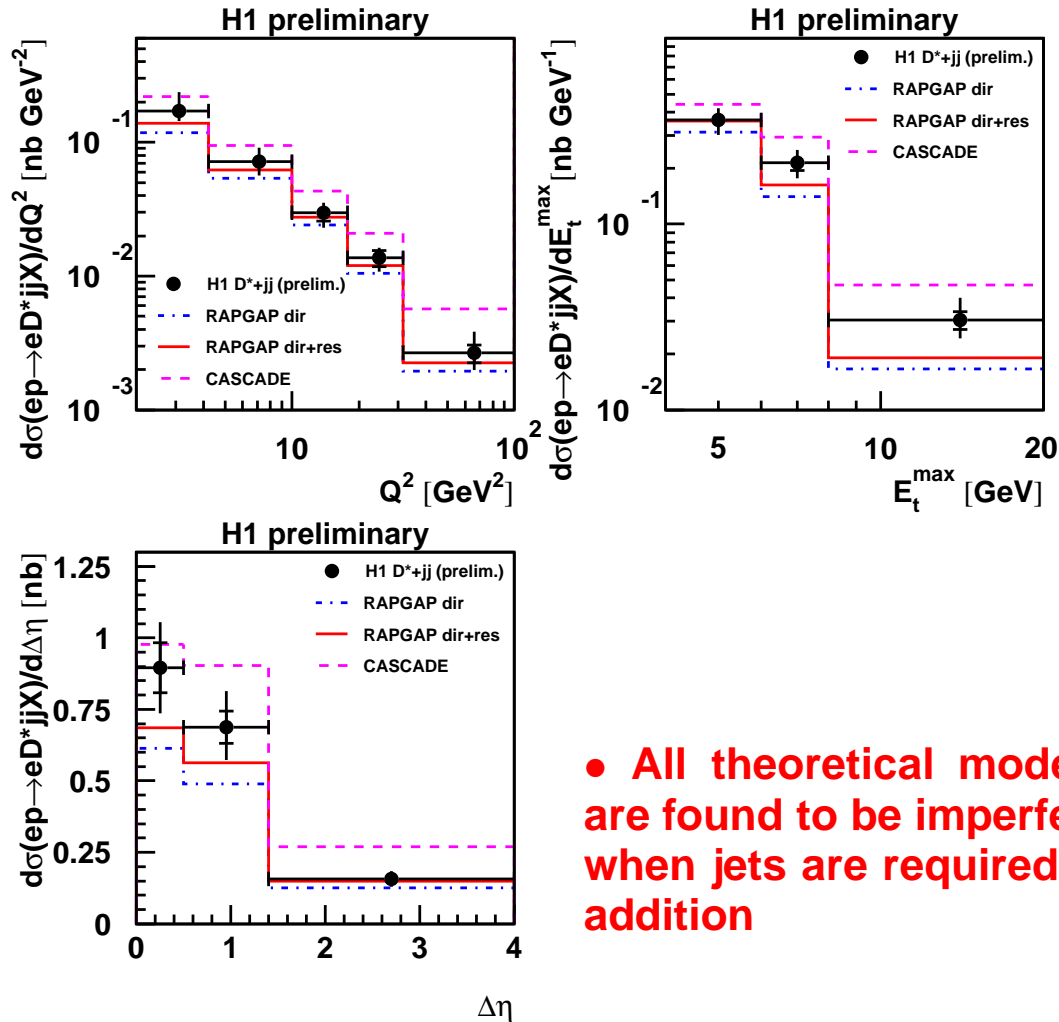 H1 preliminary
dσ(ep→eD*jjX)/dQ² [nb GeV⁻²]
10⁻¹
10⁻²
10⁻³
H1 D*+jj (prelim.)
RAPGAP dir
RAPGAP dir+res
CASCADE
10
10²
Q² [GeV²]
H1 preliminary
dσ(ep→eD*jjX)/dE_t^max [nb GeV⁻¹]
10⁻¹
10⁻²
H1 D*+jj (prelim.)
RAPGAP dir
RAPGAP dir+res
CASCADE
5
10
20
E_t^max [GeV]
H1 preliminary
dσ(ep→eD*jjX)/dΔη [nb]
1.25
1
0.75
0.5
0.25
0
H1 D*+jj (prelim.)
RAPGAP dir
RAPGAP dir+res
CASCADE
0 1 2 3 4
Δη
● All theoretical mode
are found to be imperfe
when jets are required
addition